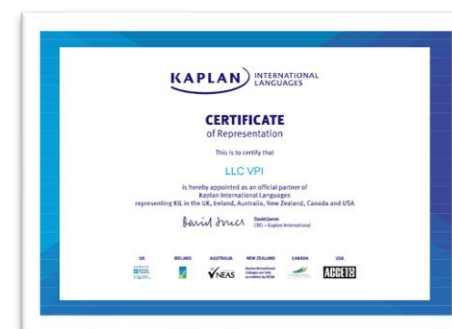 KAPLAN INTERNATIONAL
LANGUAGES
CERTIFICATE
of Representation
This is to certify that
LLC VPI
is hereby appointed as an official partner of
Kaplan International Languages
representing KIL in the UK, Ireland, Australia, New Zealand, Canada and USA
David Jones
David Jones
CEO – Kaplan International
UK
IRELAND
AUSTRALIA
NEW ZEALAND
CANADA
USA
NEAS
ACCET